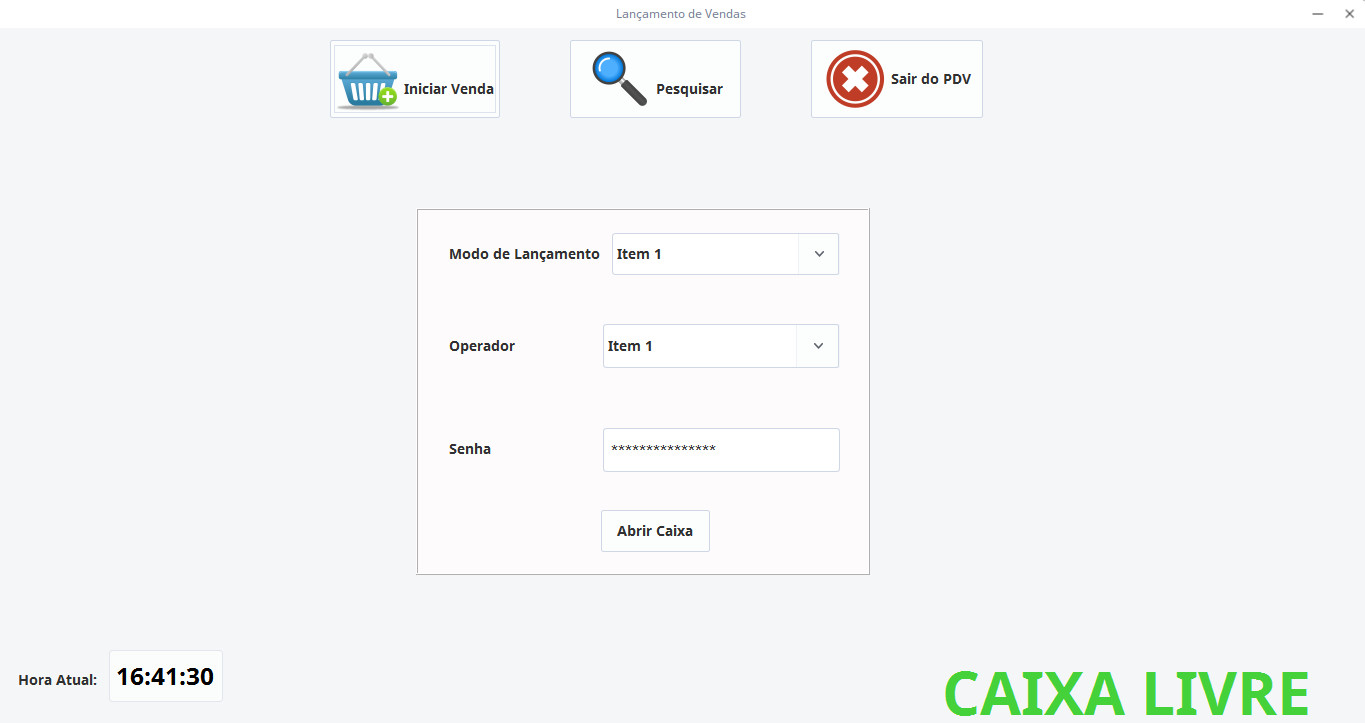 Lançamento de Vendas
Iniciar Venda
Pesquisar
Sair do PDV
Modo de Lançamento
Item 1
Operador
Item 1
Senha
***************
Abrir Caixa
Hora Atual:
16:41:30
CAIXA LIVRE